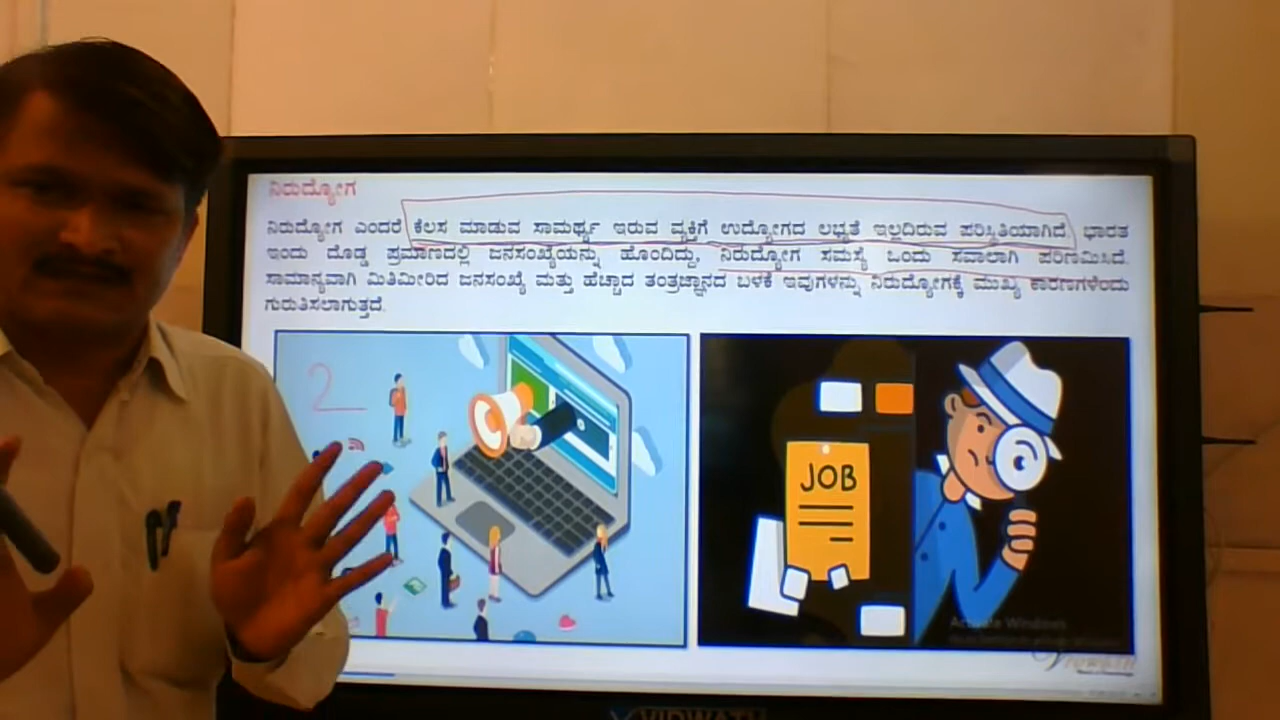 ನಿರುದ್ಯೋಗ
ನಿರುದ್ಯೋಗ ಎಂದರೆ ಕೆಲಸ ಮಾಡುವ ಸಾಮರ್ಥ್ಯ ಇರುವ ವ್ಯಕ್ತಿಗೆ ಉದ್ಯೋಗದ ಲಭ್ಯತೆ ಇಲ್ಲದಿರುವ ಪರಿಸ್ಥಿತಿಯಾಗಿದೆ. ಭಾರತ
ಇಂದು ದೊಡ್ಡ ಪ್ರಮಾಣದಲ್ಲಿ ಜನಸಂಖ್ಯೆಯನ್ನು ಹೊಂದಿದ್ದು, ನಿರುದ್ಯೋಗ ಸಮಸ್ಯೆ ಒಂದು ಸವಾಲಾಗಿ ಪರಿಣಮಿಸಿದೆ.
ಸಾಮಾನ್ಯವಾಗಿ ಮಿತಿಮೀರಿದ ಜನಸಂಖ್ಯೆ ಮತ್ತು ಹೆಚ್ಚಾದ ತಂತ್ರಜ್ಞಾನದ ಬಳಕೆ ಇವುಗಳನ್ನು ನಿರುದ್ಯೋಗಕ್ಕೆ ಮುಖ್ಯ ಕಾರಣಗಳೆಂದು
ಗುರುತಿಸಲಾಗುತ್ತದೆ.
2
JOB
Activate Windows